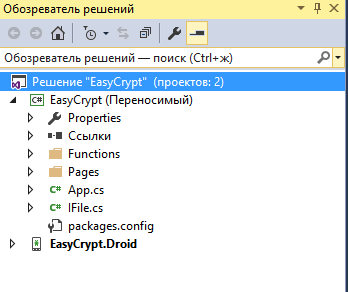 Обозреватель решений
Обозреватель решений — поиск (Ctrl+ж)
Решение "EasyCrypt" (проектов: 2)
C# EasyCrypt (Переносимый)
Properties
Ссылки
Functions
Pages
C# App.cs
C# IFile.cs
packages.config
EasyCrypt.Droid